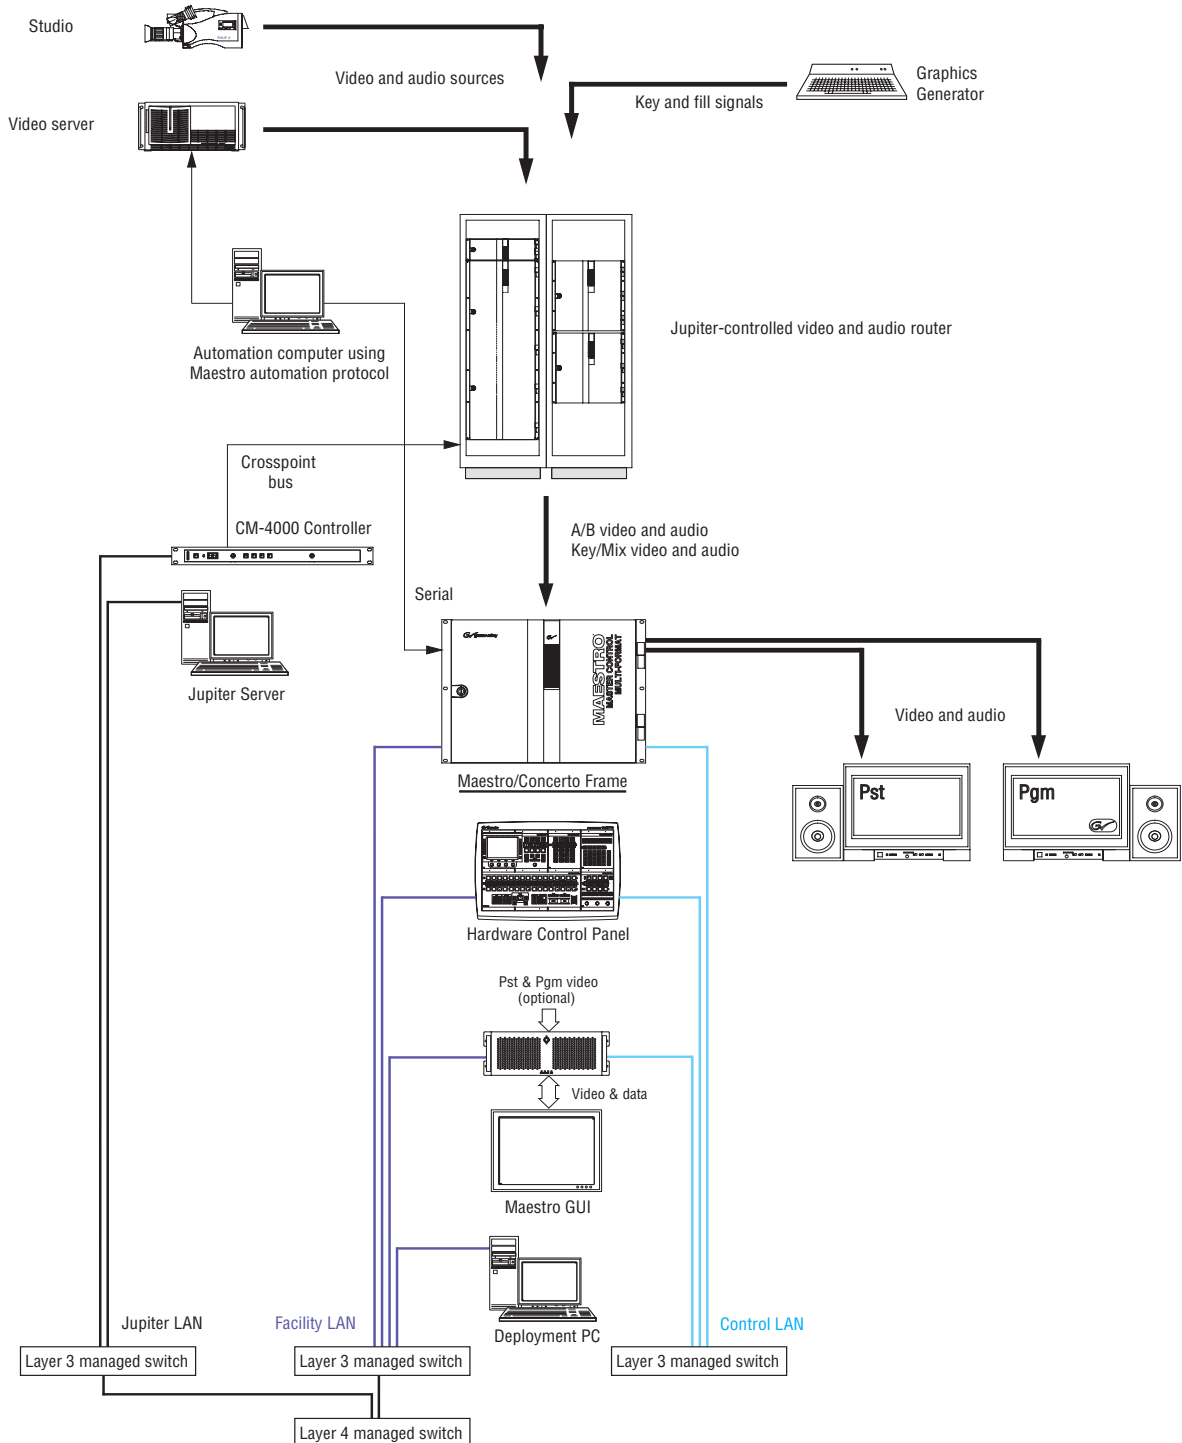 Studio
Video and audio sources
Graphics
Generator
Key and fill signals
Video server
Jupiter-controlled video and audio router
Automation computer using
Maestro automation protocol
Crosspoint
bus
CM-4000 Controller
A/B video and audio
Key/Mix video and audio
Serial
MAESTRO
MASTER CONTROL
MULTI-FORMAT
Jupiter Server
Video and audio
Maestro/Concerto Frame
Pst
Pgm
Hardware Control Panel
Pst & Pgm video
(optional)
Video & data
Maestro GUI
Jupiter LAN
Facility LAN
Deployment PC
Control LAN
Layer 3 managed switch
Layer 3 managed switch
Layer 3 managed switch
Layer 4 managed switch